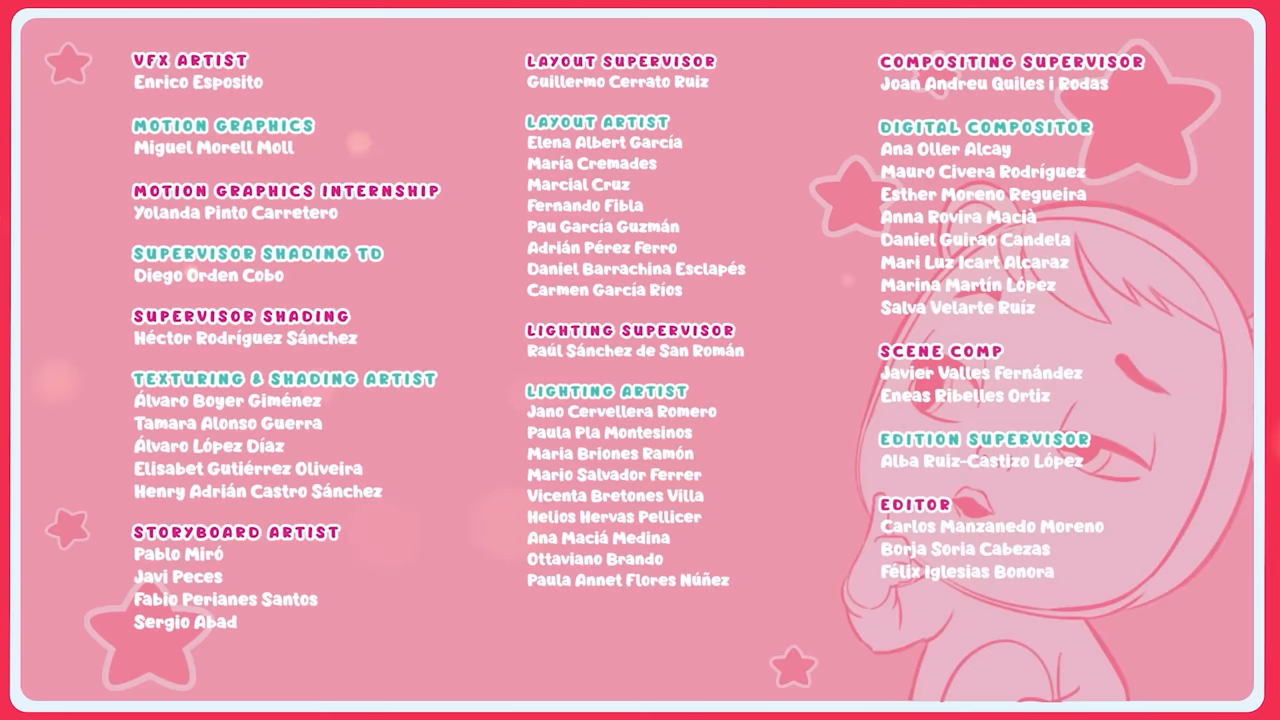 VFX ARTIST
Enrico Esposito
MOTION GRAPHICS
Miguel Morell Moll
MOTION GRAPHICS INTERNSHIP
Yolanda Pinto Carretero
SUPERVISOR SHADING TD
Diego Orden Cobo
SUPERVISOR SHADING
Héctor Rodríguez Sánchez
TEXTURING & SHADING ARTIST
Álvaro Boyer Giménez
Tamara Alonso Guerra
Álvaro López Díaz
Elisabet Gutiérrez Oliveira
Henry Adrián Castro Sánchez
STORYBOARD ARTIST
Pablo Miró
Javi Peces
Fabio Perianes Santos
Sergio Abad
LAYOUT SUPERVISOR
Guillermo Cerrato Ruiz
LAYOUT ARTIST
Elena Albert García
María Cremades
Marcial Cruz
Fernando Fibla
Pau García Guzmán
Adrián Pérez Ferro
Daniel Barrachina Esclapés
Carmen García Ríos
LIGHTING SUPERVISOR
Raúl Sánchez de San Román
LIGHTING ARTIST
Jano Cervellera Romero
Paula Pla Montesinos
Maria Briones Ramón
Mario Salvador Ferrer
Vicenta Bretones Villa
Helios Hervas Pellicer
Ana Maciá Medina
Ottaviano Brando
Paula Annet Flores Núñez
COMPOSITING SUPERVISOR
Joan Andreu Quiles i Rodas
DIGITAL COMPOSITOR
Ana Oller Alcay
Mauro Civera Rodríguez
Esther Moreno Regueira
Anna Rovira Macià
Daniel Guirao Candela
Mari Luz Icart Alcaraz
Marina Martín López
Salva Velarte Ruíz
SCENE COMP
Javier Valles Fernández
Eneas Ribelles Ortiz
EDITION SUPERVISOR
Alba Ruiz-Castizo López
EDITOR
Carlos Manzanedo Moreno
Borja Soria Cabezas
Félix Iglesias Bonora